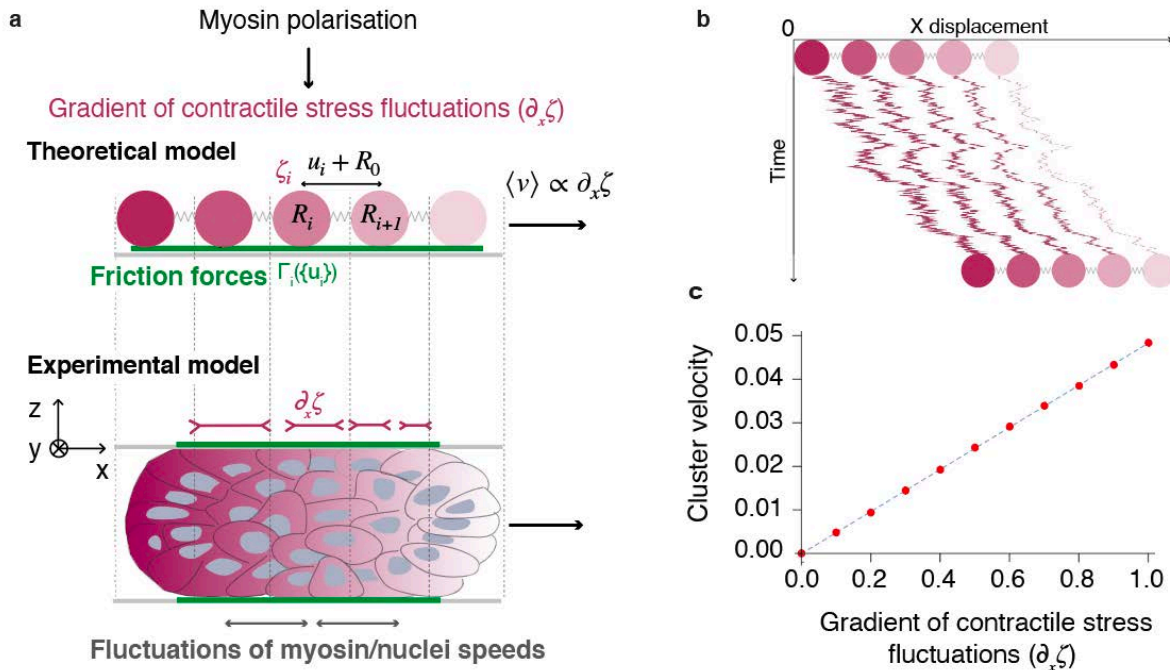 a
Myosin polarisation
Gradient of contractile stress fluctuations (∂ₓζ)
Theoretical model
ζᵢ
uᵢ + R₀
Rᵢ
Rᵢ₊₁
⟨v⟩ ∝ ∂ₓζ
Friction forces Γᵢ({uᵢ})
Experimental model
∂ₓζ
z
y
x
Fluctuations of myosin/nuclei speeds
b
0
X displacement
Time
c
Cluster velocity
0.05
0.04
0.03
0.02
0.01
0.00
0.0 0.2 0.4 0.6 0.8 1.0
Gradient of contractile stress
fluctuations (∂ₓζ)